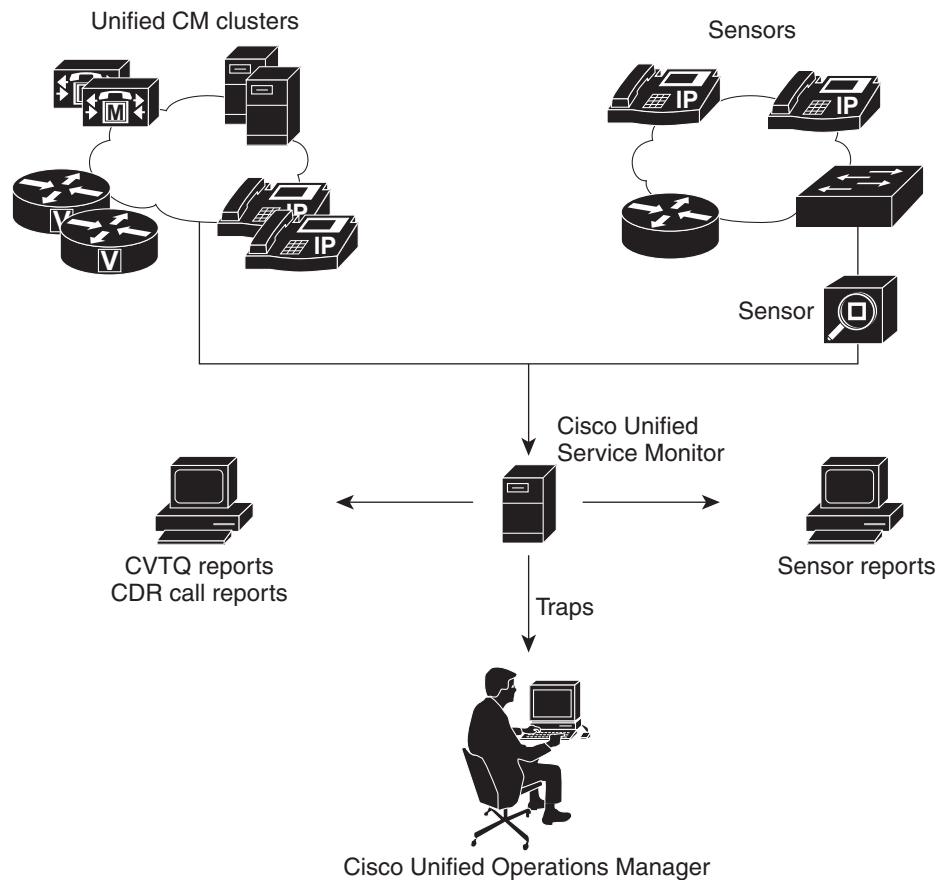 Unified CM clusters
Sensors
M
M
IP
IP
V
V
IP
IP
Sensor
Cisco Unified
Service Monitor
CVTQ reports
CDR call reports
Sensor reports
Traps
Cisco Unified Operations Manager